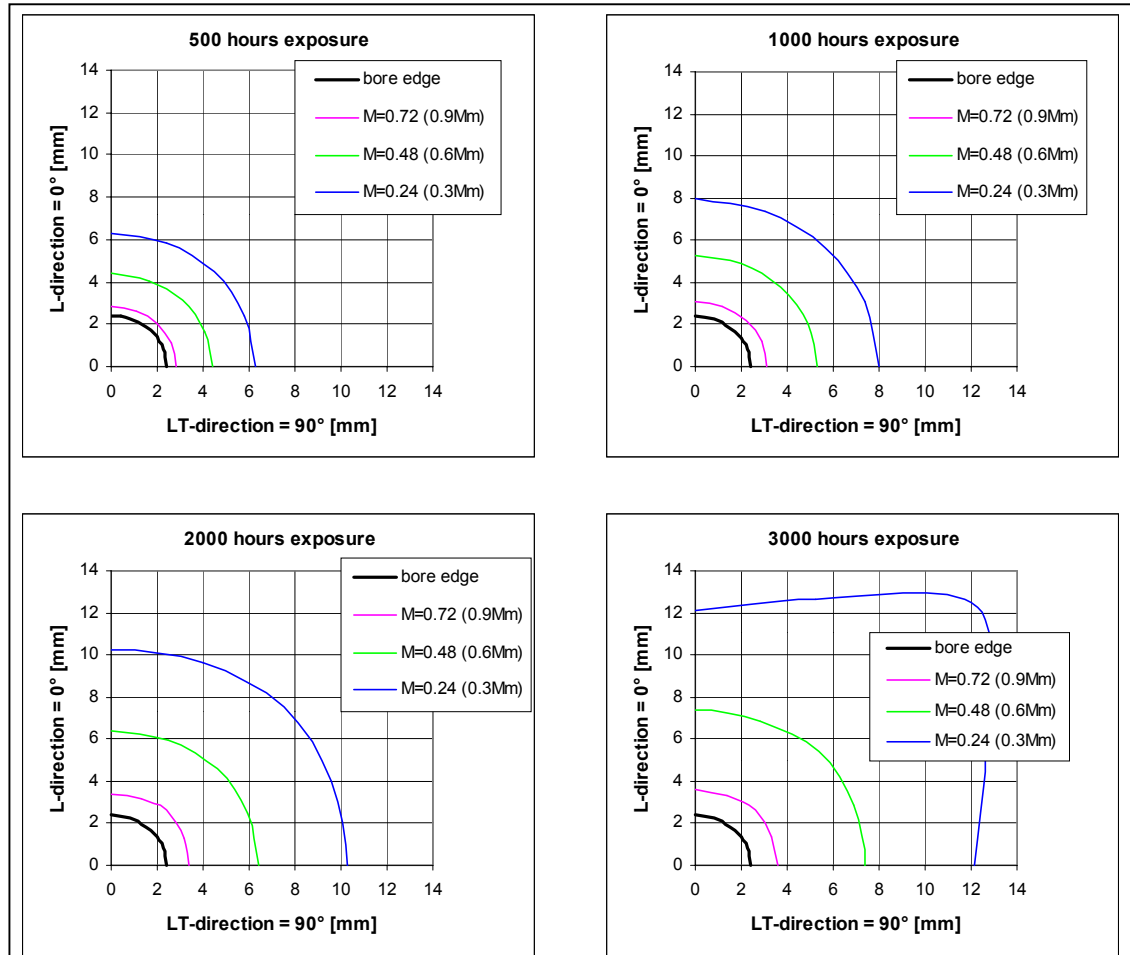 500 hours exposure
14
12
10
8
6
4
2
0
0 2 4 6 8 10 12 14
L-direction = 0° [mm]
LT-direction = 90° [mm]
bore edge
M=0.72 (0.9Mm)
M=0.48 (0.6Mm)
M=0.24 (0.3Mm)
1000 hours exposure
14
12
10
8
6
4
2
0
0 2 4 6 8 10 12 14
L-direction = 0° [mm]
LT-direction = 90° [mm]
bore edge
M=0.72 (0.9Mm)
M=0.48 (0.6Mm)
M=0.24 (0.3Mm)
2000 hours exposure
14
12
10
8
6
4
2
0
0 2 4 6 8 10 12 14
L-direction = 0° [mm]
LT-direction = 90° [mm]
bore edge
M=0.72 (0.9Mm)
M=0.48 (0.6Mm)
M=0.24 (0.3Mm)
3000 hours exposure
14
12
10
8
6
4
2
0
0 2 4 6 8 10 12 14
L-direction = 0° [mm]
LT-direction = 90° [mm]
bore edge
M=0.72 (0.9Mm)
M=0.48 (0.6Mm)
M=0.24 (0.3Mm)